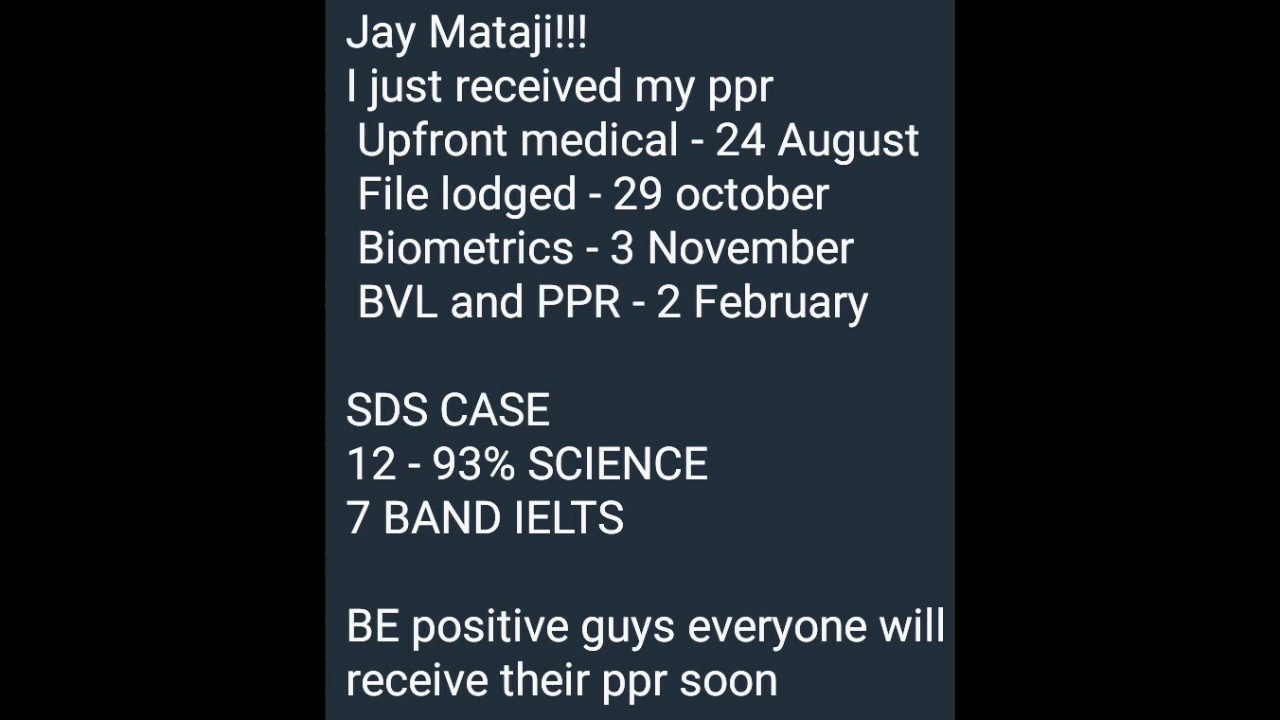 Jay Mataji!!!
I just received my ppr
Upfront medical - 24 August
File lodged - 29 october
Biometrics - 3 November
BVL and PPR - 2 February
SDS CASE
12 - 93% SCIENCE
7 BAND IELTS
BE positive guys everyone will
receive their ppr soon